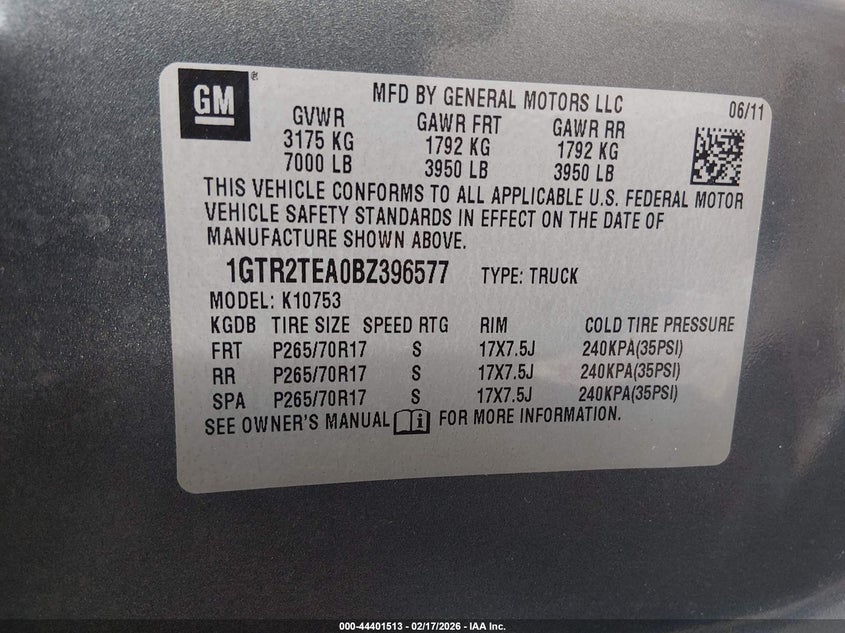 GM
MFD BY GENERAL MOTORS LLC
06/11
GVWR GAWR FRT GAWR RR
3175 KG 1792 KG 1792 KG
7000 LB 3950 LB 3950 LB
THIS VEHICLE CONFORMS TO ALL APPLICABLE U.S. FEDERAL MOTOR
VEHICLE SAFETY STANDARDS IN EFFECT ON THE DATE OF
MANUFACTURE SHOWN ABOVE.
1GTR2TEA0BZ396577 TYPE: TRUCK
MODEL: K10753
KGDB TIRE SIZE SPEED RTG RIM COLD TIRE PRESSURE
FRT P265/70R17 S 17X7.5J 240KPA(35PSI)
RR P265/70R17 S 17X7.5J 240KPA(35PSI)
SPA P265/70R17 S 17X7.5J 240KPA(35PSI)
SEE OWNER'S MANUAL i FOR MORE INFORMATION.
000-44401513 - 02/17/2026 - IAA Inc.